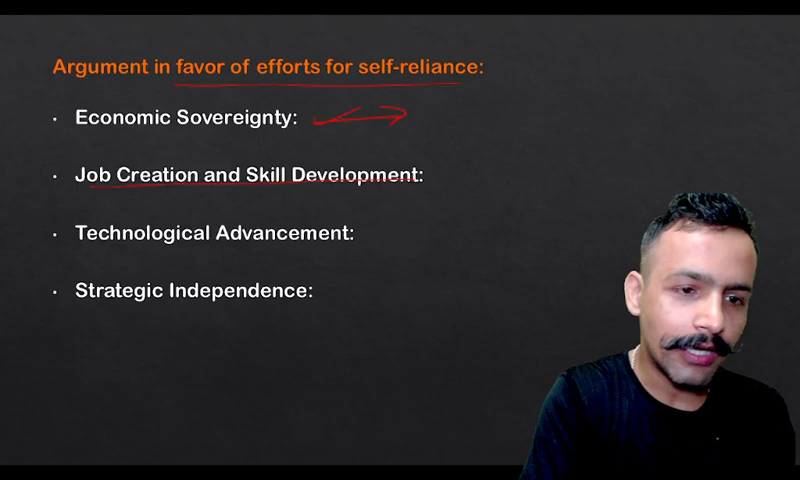 Argument in favor of efforts for self-reliance:
• Economic Sovereignty:
• Job Creation and Skill Development:
• Technological Advancement:
• Strategic Independence: